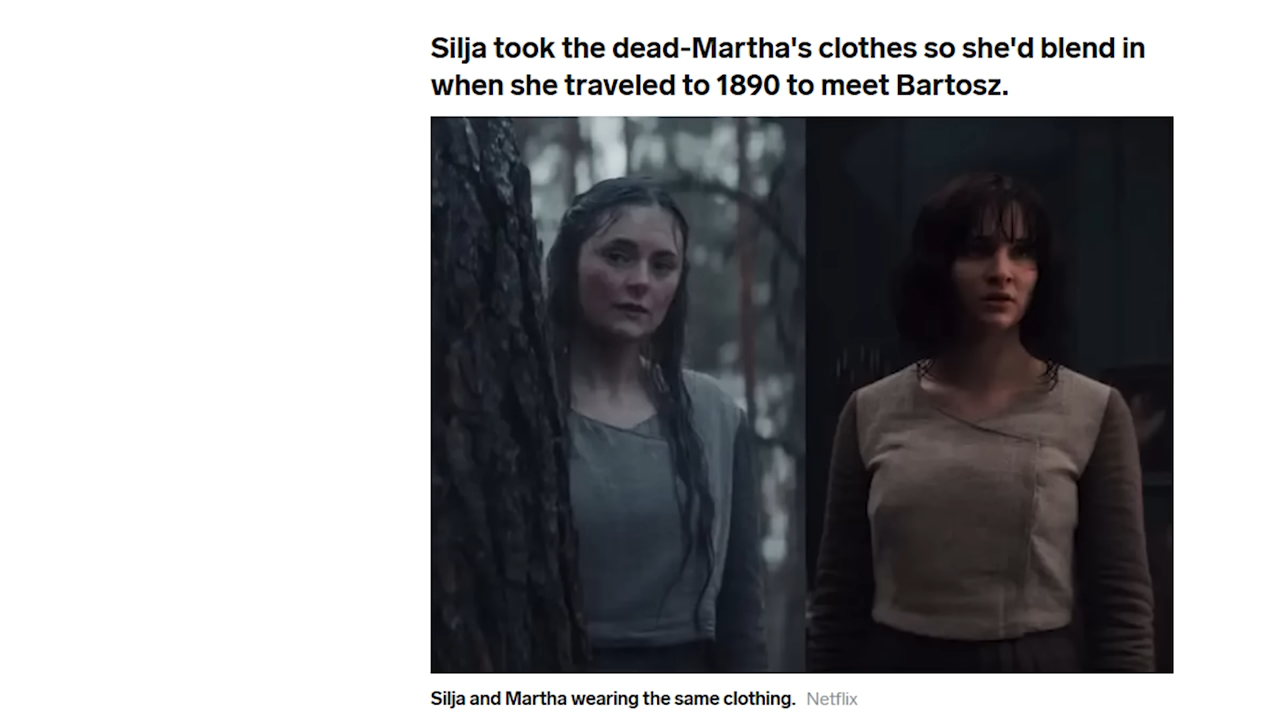 Silja took the dead-Martha's clothes so she'd blend in
when she traveled to 1890 to meet Bartosz.
Silja and Martha wearing the same clothing. Netflix